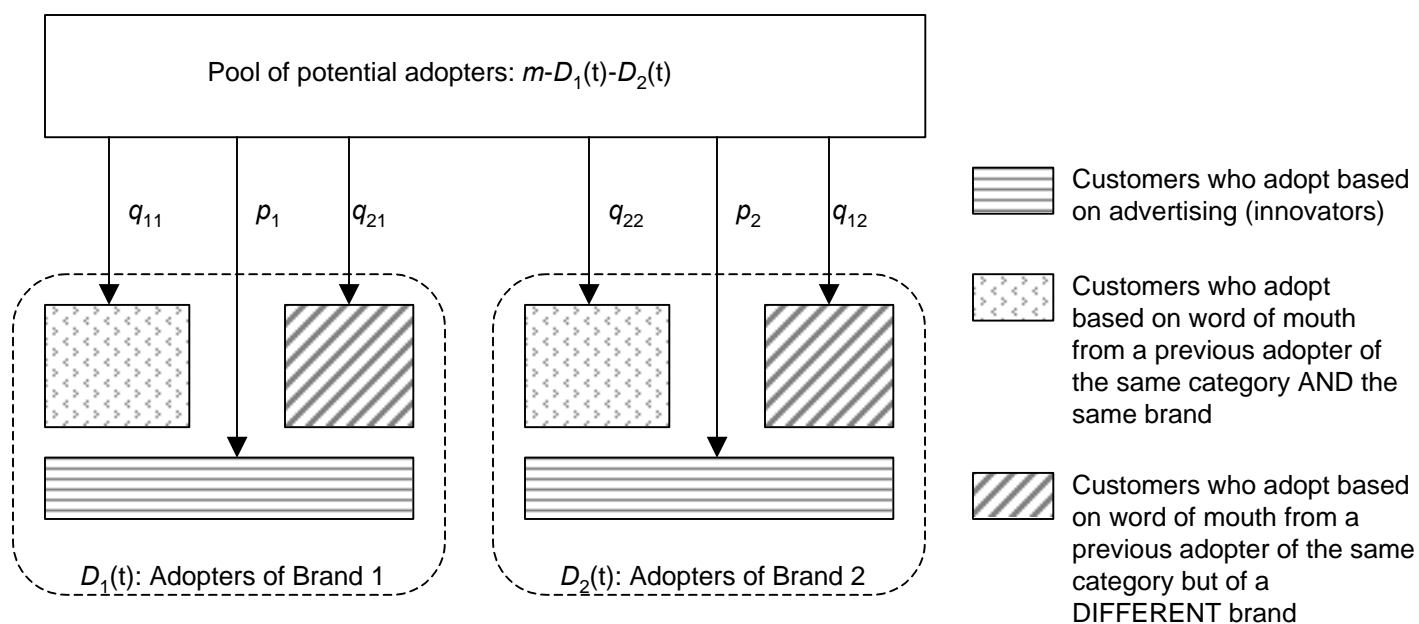 Pool of potential adopters: m-D1(t)-D2(t)
q11
p1
q21
q22
p2
q12
D1(t): Adopters of Brand 1
D2(t): Adopters of Brand 2
Customers who adopt based
on advertising (innovators)
Customers who adopt
based on word of mouth
from a previous adopter of
the same category AND the
same brand
Customers who adopt based
on word of mouth from a
previous adopter of the same
category but of a
DIFFERENT brand